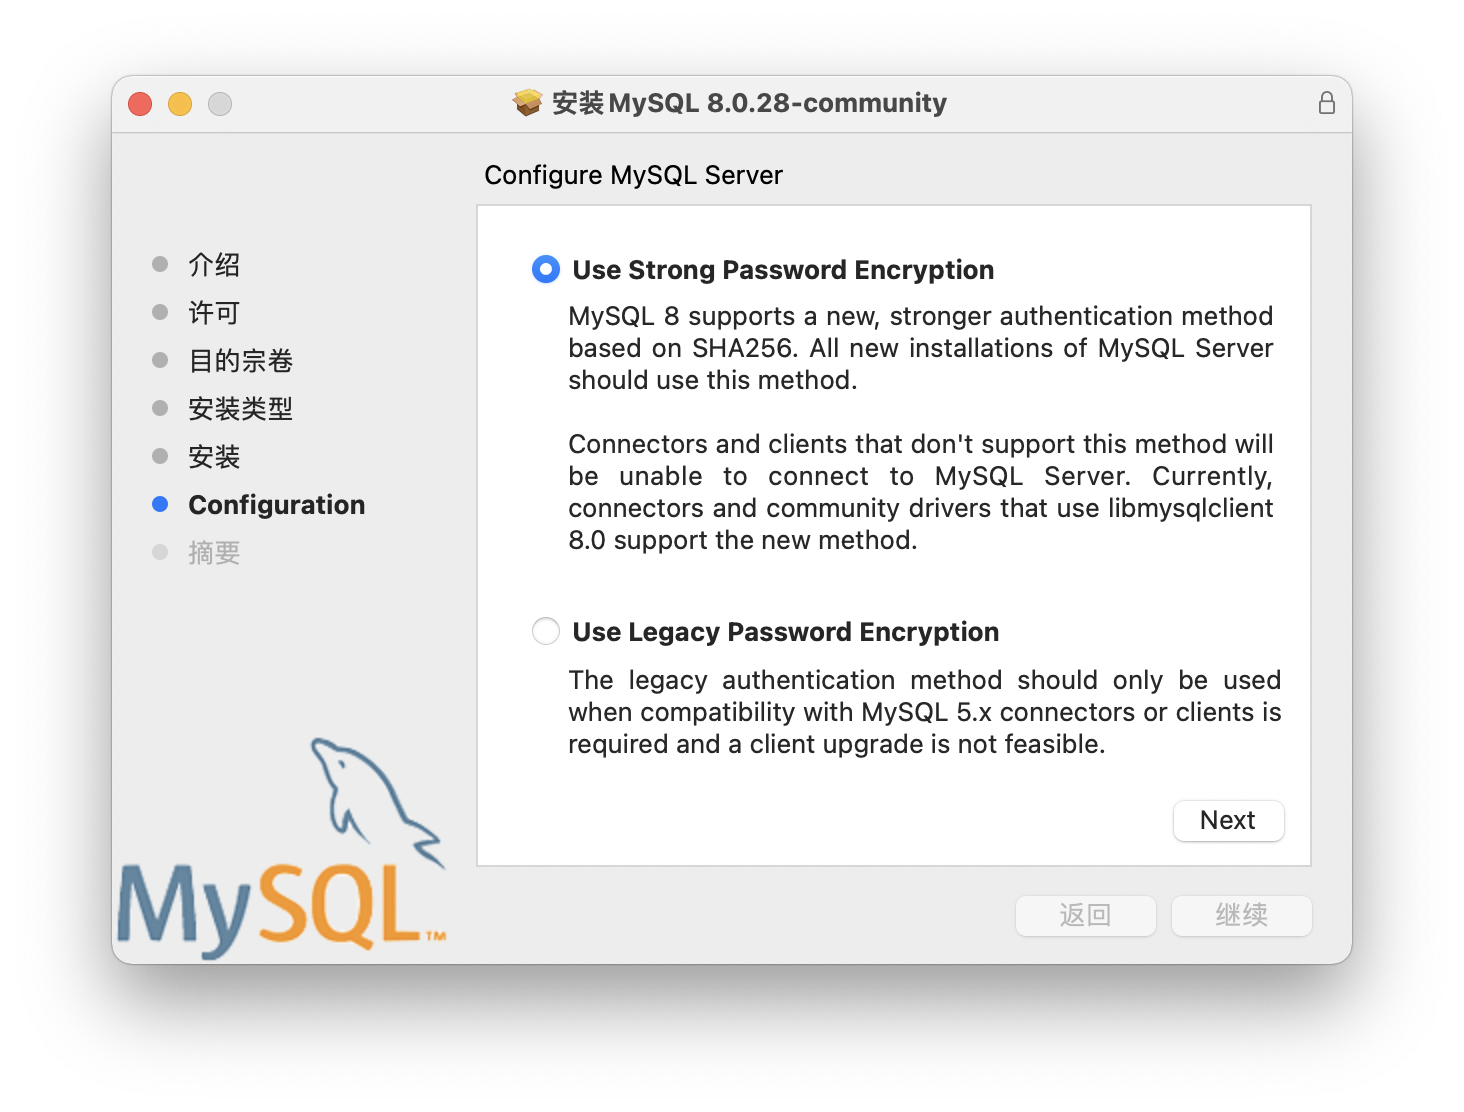 安装 MySQL 8.0.28-community
Configure MySQL Server
介绍
许可
目的宗卷
安装类型
安装
Configuration
摘要
Use Strong Password Encryption
MySQL 8 supports a new, stronger authentication method
based on SHA256. All new installations of MySQL Server
should use this method.
Connectors and clients that don't support this method will
be unable to connect to MySQL Server. Currently,
connectors and community drivers that use libmysqlclient
8.0 support the new method.
Use Legacy Password Encryption
The legacy authentication method should only be used
when compatibility with MySQL 5.x connectors or clients is
required and a client upgrade is not feasible.
Next
MySQL™
返回
继续